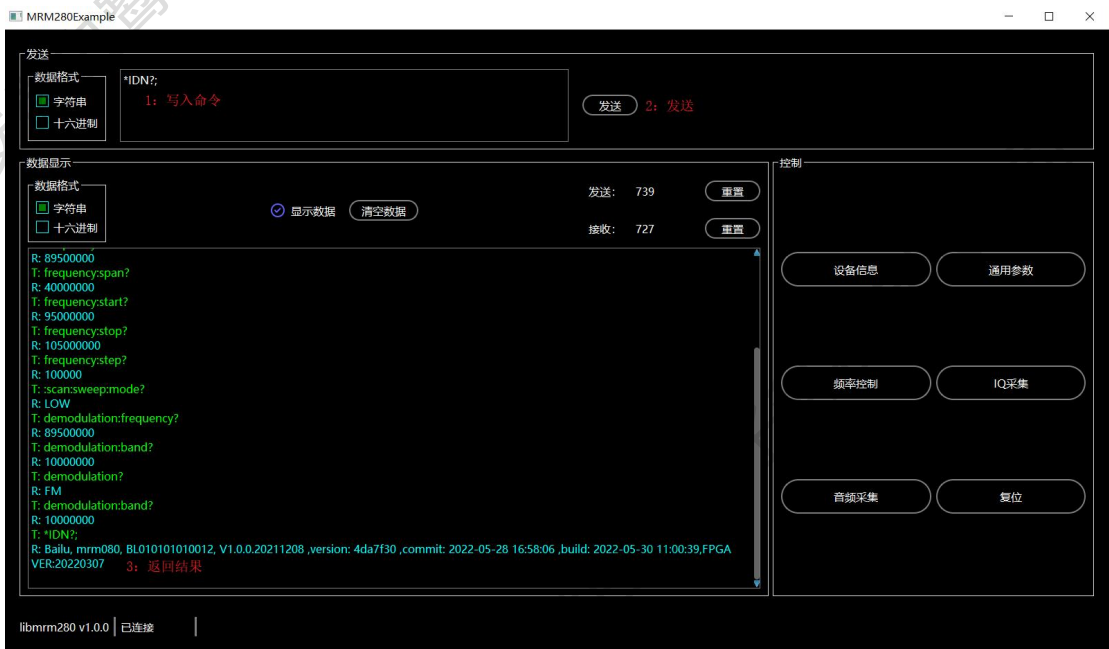 MRM280Example
发送
数据格式
*IDN?;
字符串
1：写入命令
发送
2：发送
十六进制
数据显示
控制
数据格式
发送： 739
重置
字符串
显示数据
清空数据
十六进制
接收： 727
重置
R: 89500000
T: frequency:span?
R: 40000000
T: frequency:start?
R: 95000000
T: frequency:stop?
R: 105000000
T: frequency:step?
R: 100000
T: :scan:sweep:mode?
R: LOW
T: demodulation:frequency?
R: 89500000
T: demodulation:band?
R: 10000000
T: demodulation?
R: FM
T: demodulation:band?
R: 10000000
T: *IDN?;
R: Bailu, mrm080, BL010101010012, V1.0.0.20211208 ,version: 4da7f30 ,commit: 2022-05-28 16:58:06 ,build: 2022-05-30 11:00:39,FPGA
VER:20220307
3：返回结果
设备信息
通用参数
频率控制
IQ采集
音频采集
复位
libmrm280 v1.0.0
已连接